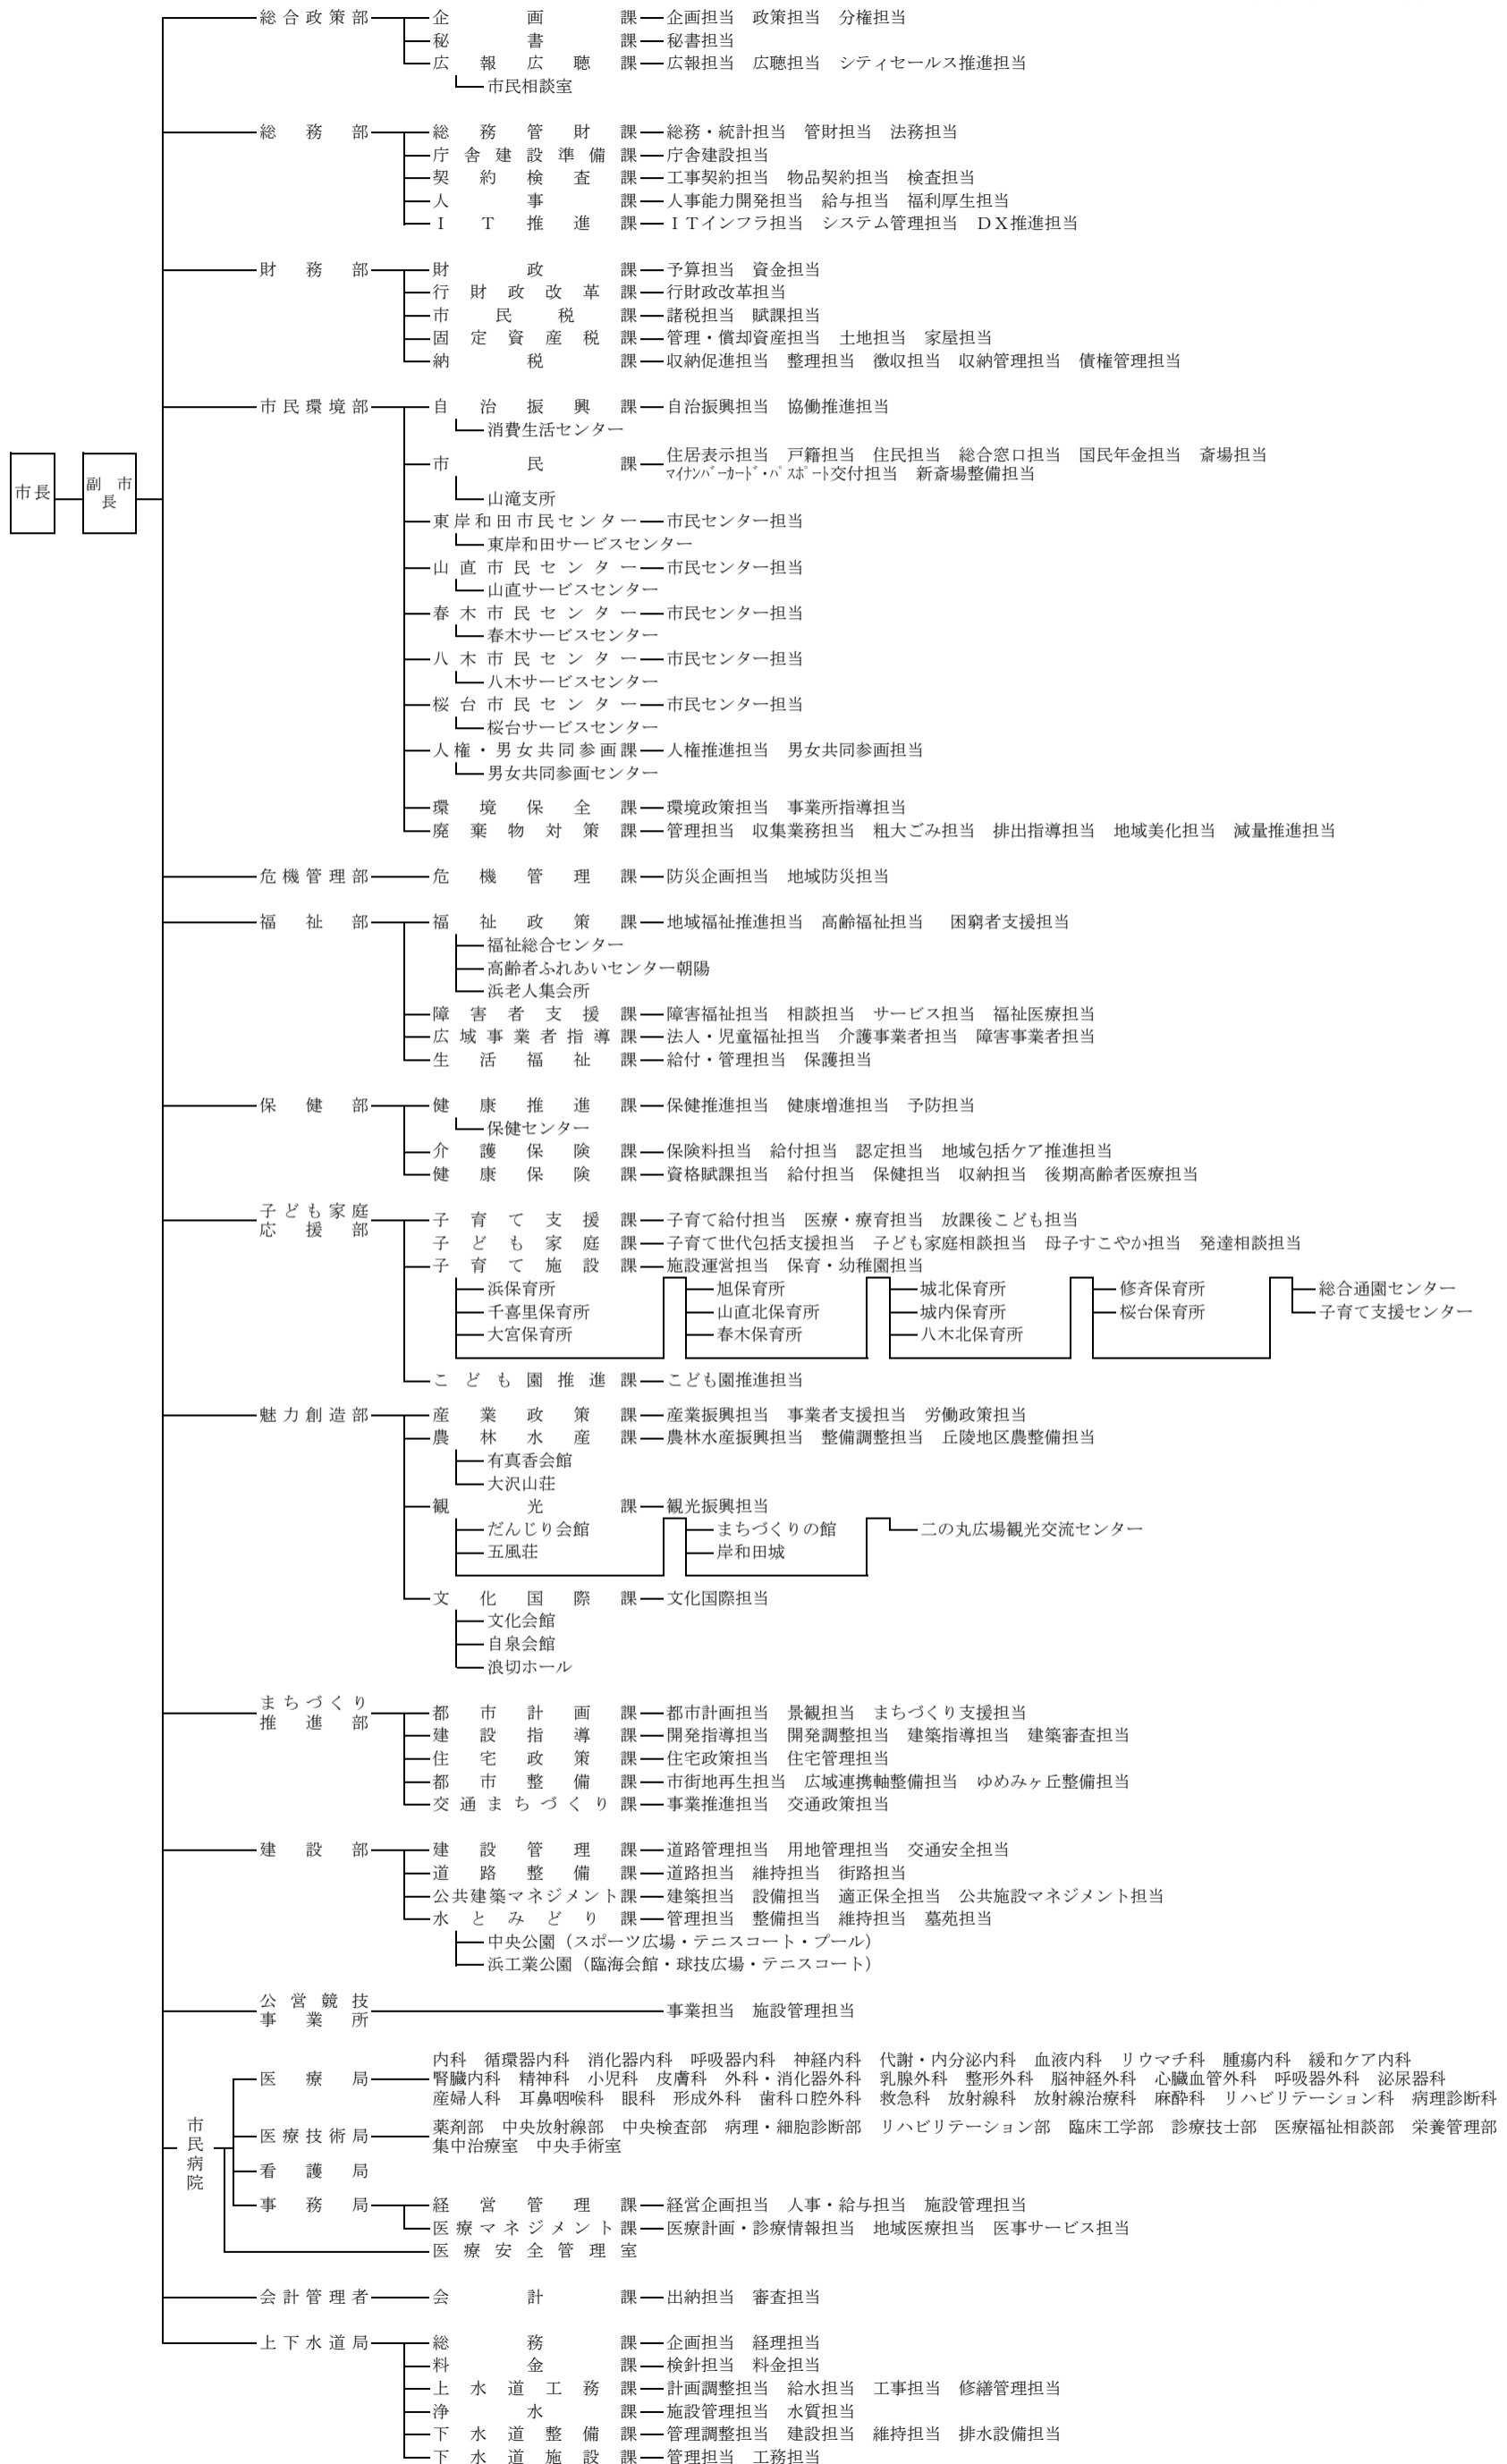 総合政策部 企画課 企画担当 政策担当 分権担当
秘書課 秘書担当
広報広聴課 広報担当 広聴担当 シティセールス推進担当
市民相談室
総務部 総務管財課 総務・統計担当 管財担当 法務担当
庁舎建設準備課 庁舎建設担当
契約検査課 工事契約担当 物品契約担当 検査担当
人事課 人事能力開発担当 給与担当 福利厚生担当
ＩＴ推進課 ＩＴインフラ担当 システム管理担当 ＤＸ推進担当
財務部 財政課 予算担当 資金担当
行財政改革課 行財政改革担当
市民税課 諸税担当 賦課担当
固定資産税課 管理・償却資産担当 土地担当 家屋担当
納税課 収納促進担当 整理担当 徴収担当 収納管理担当 債権管理担当
市民環境部 自治振興課 自治振興担当 協働推進担当
消費生活センター
市長 副市長
市民課 住居表示担当 戸籍担当 住民担当 総合窓口担当 国民年金担当 斎場担当
ﾏｲﾅﾝﾊﾞｰｶｰﾄﾞ・ﾊﾟｽﾎﾟｰﾄ交付担当 新斎場整備担当
山滝支所
東岸和田市民センター 市民センター担当
東岸和田サービスセンター
山直市民センター 市民センター担当
山直サービスセンター
春木市民センター 市民センター担当
春木サービスセンター
八木市民センター 市民センター担当
八木サービスセンター
桜台市民センター 市民センター担当
桜台サービスセンター
人権・男女共同参画課 人権推進担当 男女共同参画担当
男女共同参画センター
環境保全課 環境政策担当 事業所指導担当
廃棄物対策課 管理担当 収集業務担当 粗大ごみ担当 排出指導担当 地域美化担当 減量推進担当
危機管理部 危機管理課 防災企画担当 地域防災担当
福祉部 福祉政策課 地域福祉推進担当 高齢福祉担当 困窮者支援担当
福祉総合センター
高齢者ふれあいセンター朝陽
浜老人集会所
障害者支援課 障害福祉担当 相談担当 サービス担当 福祉医療担当
広域事業者指導課 法人・児童福祉担当 介護事業者担当 障害事業者担当
生活福祉課 給付・管理担当 保護担当
保健部 健康推進課 保健推進担当 健康増進担当 予防担当
保健センター
介護保険課 保険料担当 給付担当 認定担当 地域包括ケア推進担当
健康保険課 資格賦課担当 給付担当 保健担当 収納担当 後期高齢者医療担当
子ども家庭
応援部
子育て支援課 子育て給付担当 医療・療育担当 放課後こども担当
子ども家庭課 子育て世代包括支援担当 子ども家庭相談担当 母子すこやか担当 発達相談担当
子育て施設課 施設運営担当 保育・幼稚園担当
浜保育所 旭保育所 城北保育所 修斉保育所 総合通園センター
千喜里保育所 山直北保育所 城内保育所 桜台保育所 子育て支援センター
大宮保育所 春木保育所 八木北保育所
こども園推進課 こども園推進担当
魅力創造部 産業政策課 産業振興担当 事業者支援担当 労働政策担当
農林水産課 農林水産振興担当 整備調整担当 丘陵地区農整備担当
有真香会館
大沢山荘
観光課 観光振興担当
だんじり会館 まちづくりの館 二の丸広場観光交流センター
五風荘 岸和田城
文化国際課 文化国際担当
文化会館
自泉会館
浪切ホール
まちづくり
推進部
都市計画課 都市計画担当 景観担当 まちづくり支援担当
建設指導課 開発指導担当 開発調整担当 建築指導担当 建築審査担当
住宅政策課 住宅政策担当 住宅管理担当
都市整備課 市街地再生担当 広域連携軸整備担当 ゆめみヶ丘整備担当
交通まちづくり課 事業推進担当 交通政策担当
建設部 建設管理課 道路管理担当 用地管理担当 交通安全担当
道路整備課 道路担当 維持担当 街路担当
公共建築マネジメント課 建築担当 設備担当 適正保全担当 公共施設マネジメント担当
水とみどり課 管理担当 整備担当 維持担当 墓苑担当
中央公園（スポーツ広場・テニスコート・プール）
浜工業公園（臨海会館・球技広場・テニスコート）
公営競技
事業所
事業担当 施設管理担当
市民病院
内科 循環器内科 消化器内科 呼吸器内科 神経内科 代謝・内分泌内科 血液内科 リウマチ科 腫瘍内科 緩和ケア内科
医療局 腎臓内科 精神科 小児科 皮膚科 外科・消化器外科 乳腺外科 整形外科 脳神経外科 心臓血管外科 呼吸器外科 泌尿器科
産婦人科 耳鼻咽喉科 眼科 形成外科 歯科口腔外科 救急科 放射線科 放射線治療科 麻酔科 リハビリテーション科 病理診断科
医療技術局 薬剤部 中央放射線部 中央検査部 病理・細胞診断部 リハビリテーション部 臨床工学部 診療技士部 医療福祉相談部 栄養管理部
集中治療室 中央手術室
看護局
事務局 経営管理課 経営企画担当 人事・給与担当 施設管理担当
医療マネジメント課 医療計画・診療情報担当 地域医療担当 医事サービス担当
医療安全管理室
会計管理者 会計課 出納担当 審査担当
上下水道局 総務課 企画担当 経理担当
料金課 検針担当 料金担当
上水道工務課 計画調整担当 給水担当 工事担当 修繕管理担当
浄水課 施設管理担当 水質担当
下水道整備課 管理調整担当 建設担当 維持担当 排水設備担当
下水道施設課 管理担当 工務担当